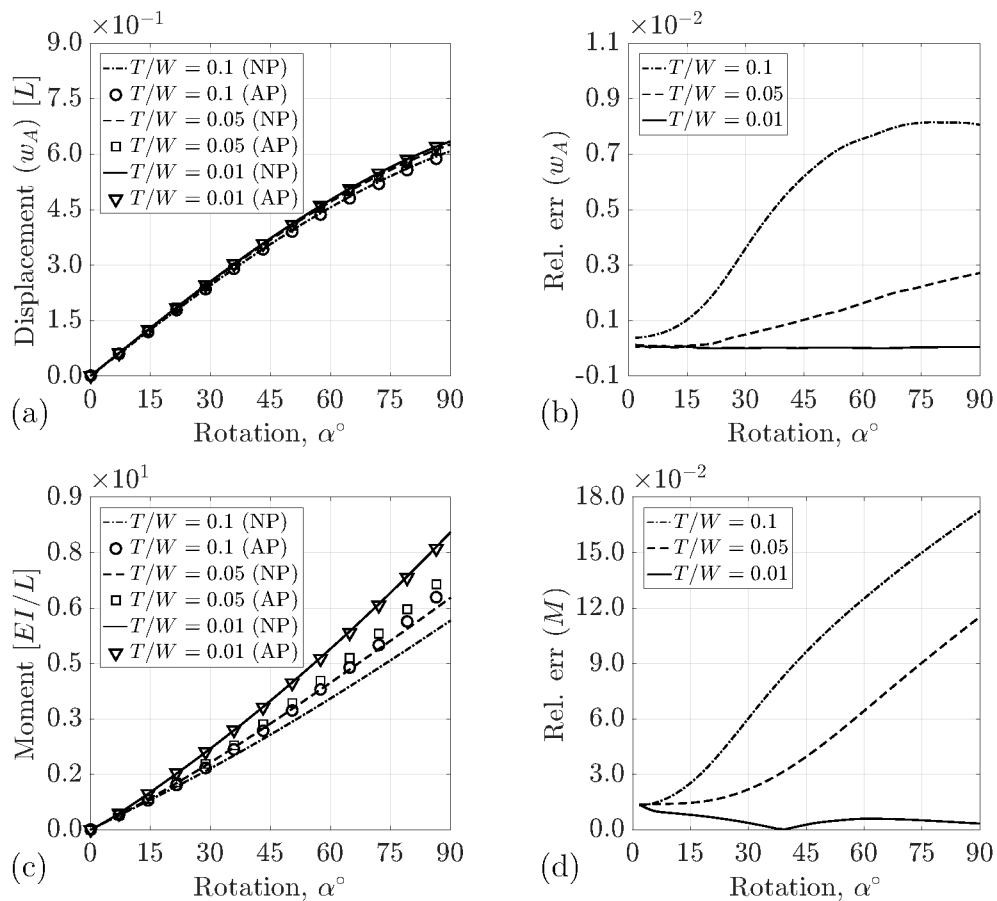 ×10⁻¹
9.0
7.5
6.0
4.5
3.0
1.5
0.0
Displacement (w_A) [L]
T/W = 0.1 (NP)
T/W = 0.1 (AP)
T/W = 0.05 (NP)
T/W = 0.05 (AP)
T/W = 0.01 (NP)
T/W = 0.01 (AP)
0 15 30 45 60 75 90
(a)
Rotation, α°
×10⁻²
1.1
0.9
0.7
0.5
0.3
0.1
-0.1
Rel. err (w_A)
T/W = 0.1
T/W = 0.05
T/W = 0.01
0 15 30 45 60 75 90
(b)
Rotation, α°
×10¹
0.9
0.8
0.6
0.5
0.3
0.2
0.0
Moment [EI/L]
T/W = 0.1 (NP)
T/W = 0.1 (AP)
T/W = 0.05 (NP)
T/W = 0.05 (AP)
T/W = 0.01 (NP)
T/W = 0.01 (AP)
0 15 30 45 60 75 90
(c)
Rotation, α°
×10⁻²
18.0
15.0
12.0
9.0
6.0
3.0
0.0
Rel. err (M)
T/W = 0.1
T/W = 0.05
T/W = 0.01
0 15 30 45 60 75 90
(d)
Rotation, α°